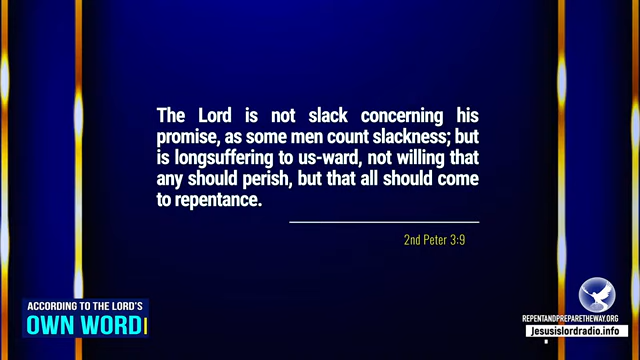 The Lord is not slack concerning his
promise, as some men count slackness; but
is longsuffering to us-ward, not willing that
any should perish, but that all should come
to repentance.
2nd Peter 3:9
ACCORDING TO THE LORD'S
OWN WORD
REPENTANDPREPARETHEWAY.ORG
Jesusislordradio.info